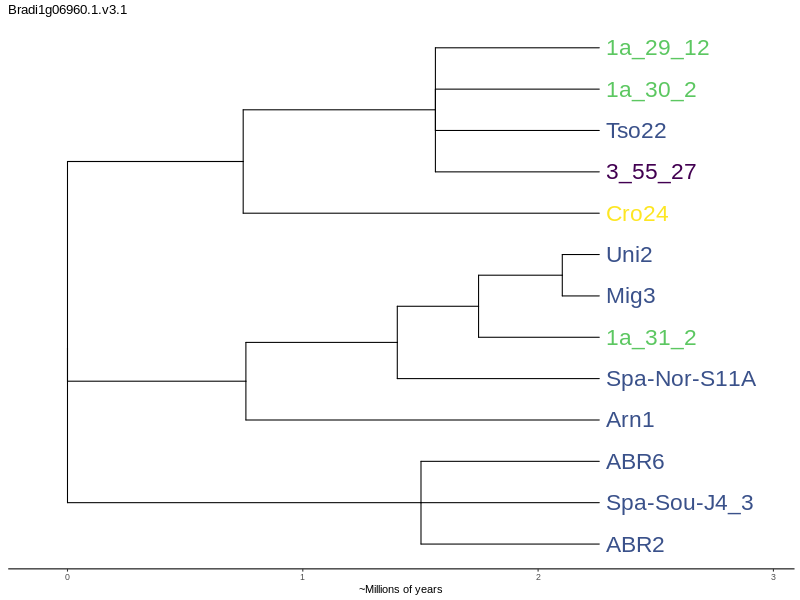 Bradi1g06960.1.v3.1
1a_29_12
1a_30_2
Tso22
3_55_27
Cro24
Uni2
Mig3
1a_31_2
Spa-Nor-S11A
Arn1
ABR6
Spa-Sou-J4_3
ABR2
0 1 2 3
~Millions of years